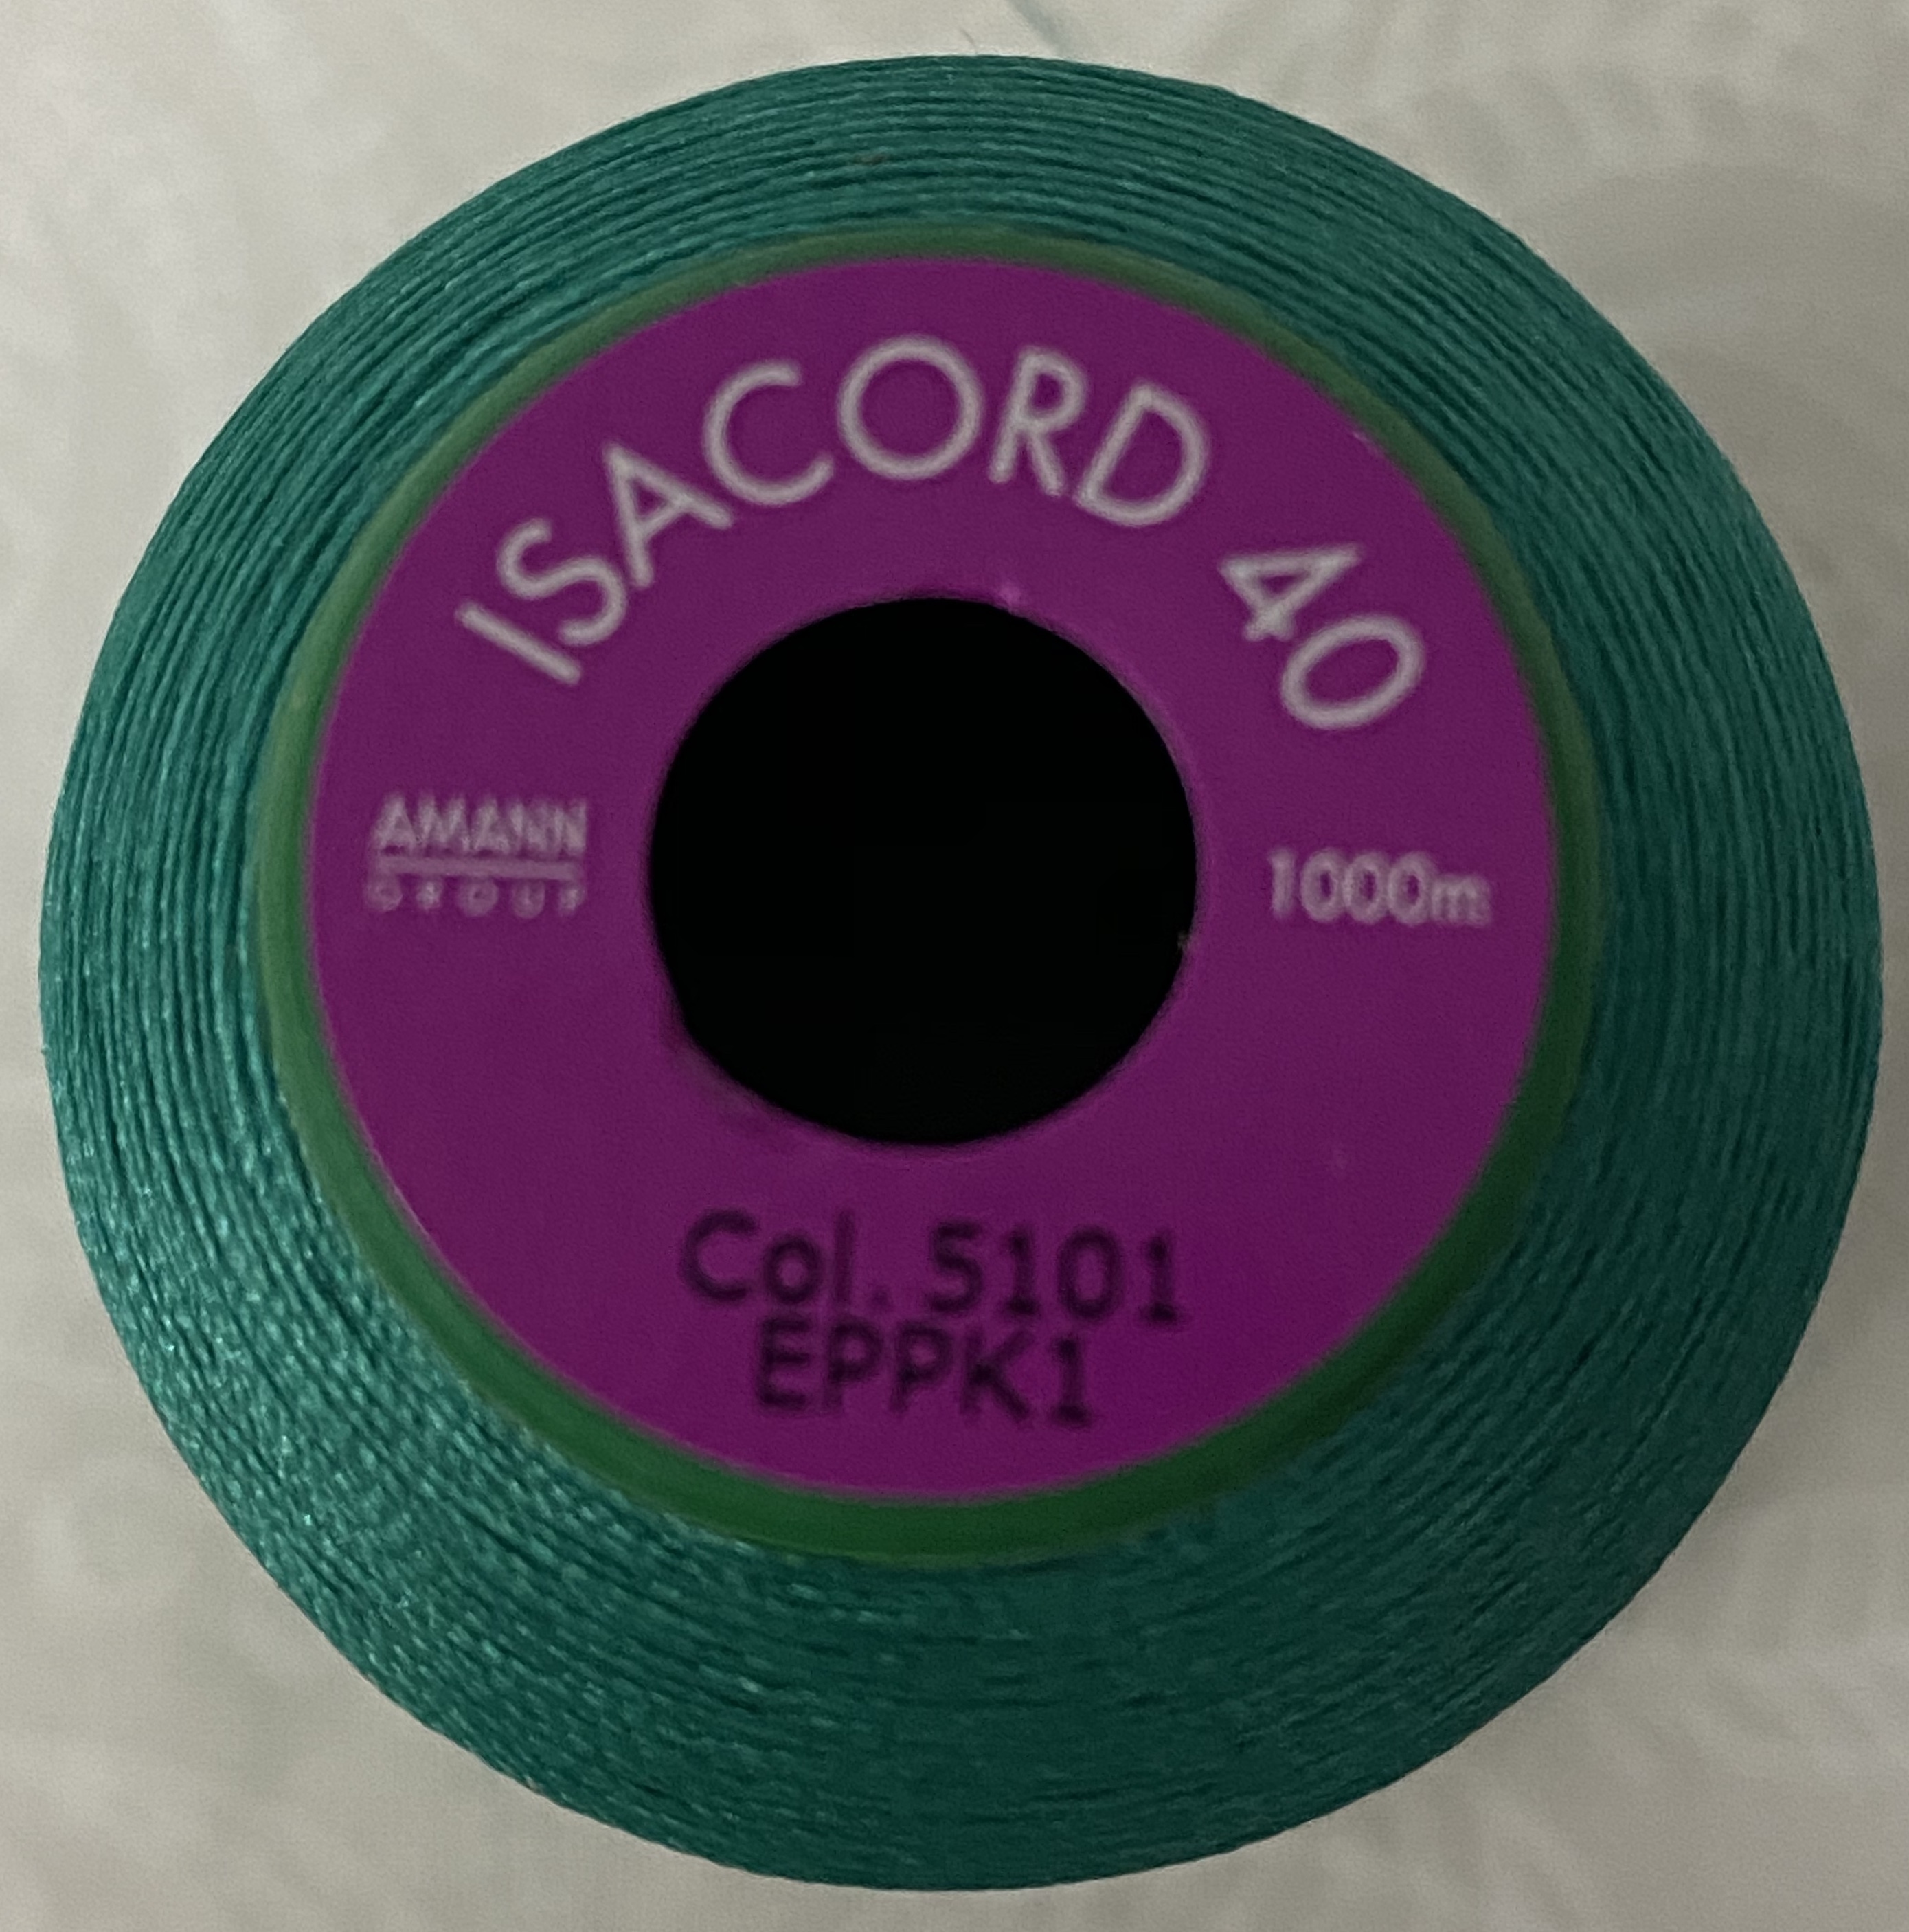 ISACORD 40
AMANN
GROUP
1000m
Col. 5101
EPPK1